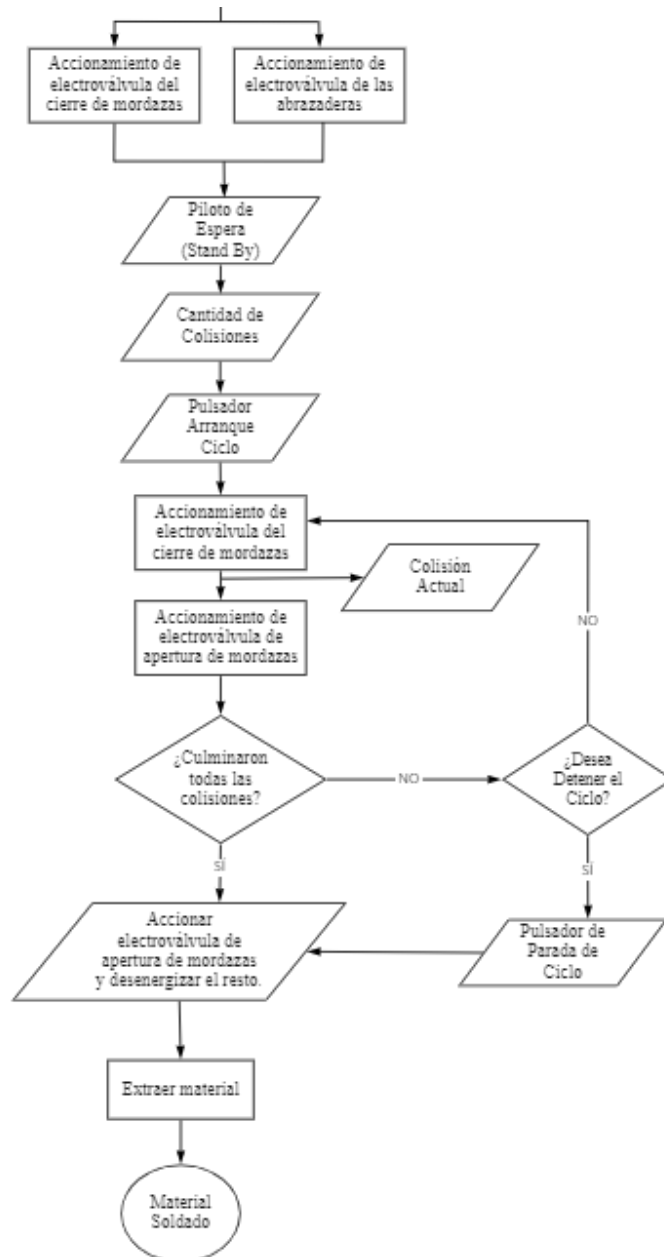 Accionamiento de
electroválvula del
cierre de mordazas
Accionamiento de
electroválvula de las
abrazaderas
Piloto de
Espera
(Stand By)
Cantidad de
Colisiones
Pulsador
Arranque
Ciclo
Accionamiento de
electroválvula del
cierre de mordazas
Colisión
Actual
Accionamiento de
electroválvula de
apertura de mordazas
NO
¿Culminaron
todas las
colisiones?
NO
¿Desea
Detener el
Ciclo?
SÍ
SÍ
Accionar
electroválvula de
apertura de mordazas
y desenergizar el resto.
Pulsador de
Parada de
Ciclo
Extraer material
Material
Soldado